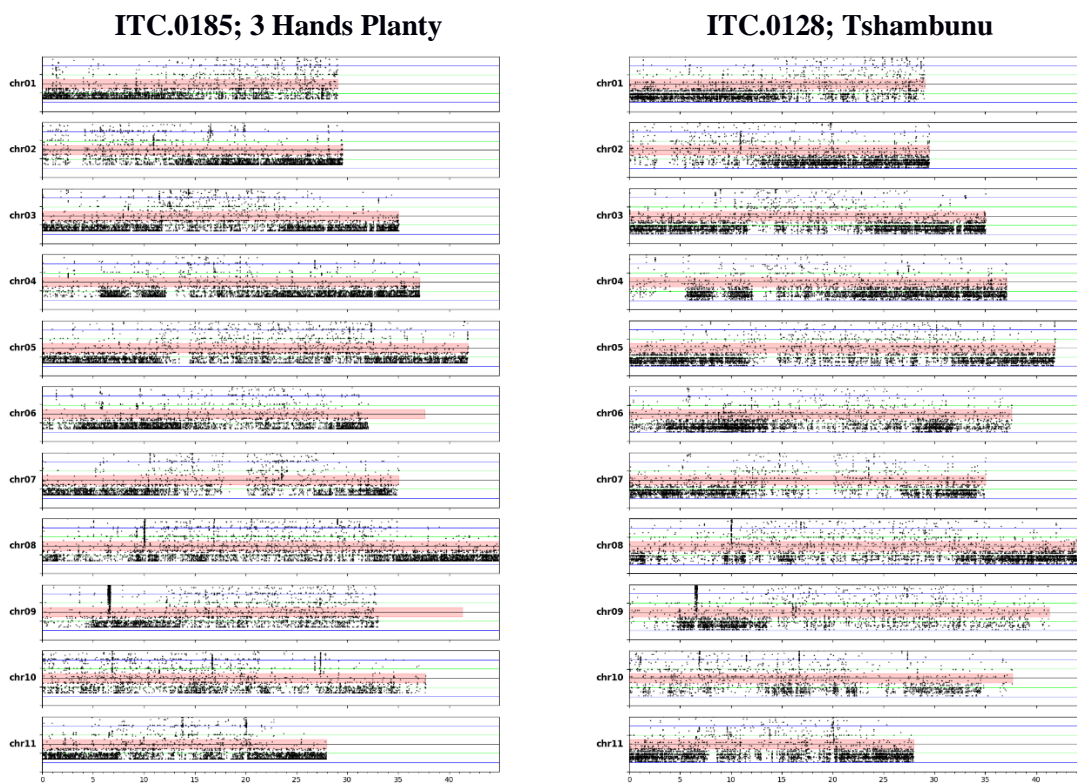 ITC.0185; 3 Hands Planty
ITC.0128; Tshambunu
chr01
chr02
chr03
chr04
chr05
chr06
chr07
chr08
chr09
chr10
chr11
0 5 10 15 20 25 30 35 40
chr01
chr02
chr03
chr04
chr05
chr06
chr07
chr08
chr09
chr10
chr11
0 5 10 15 20 25 30 35 40